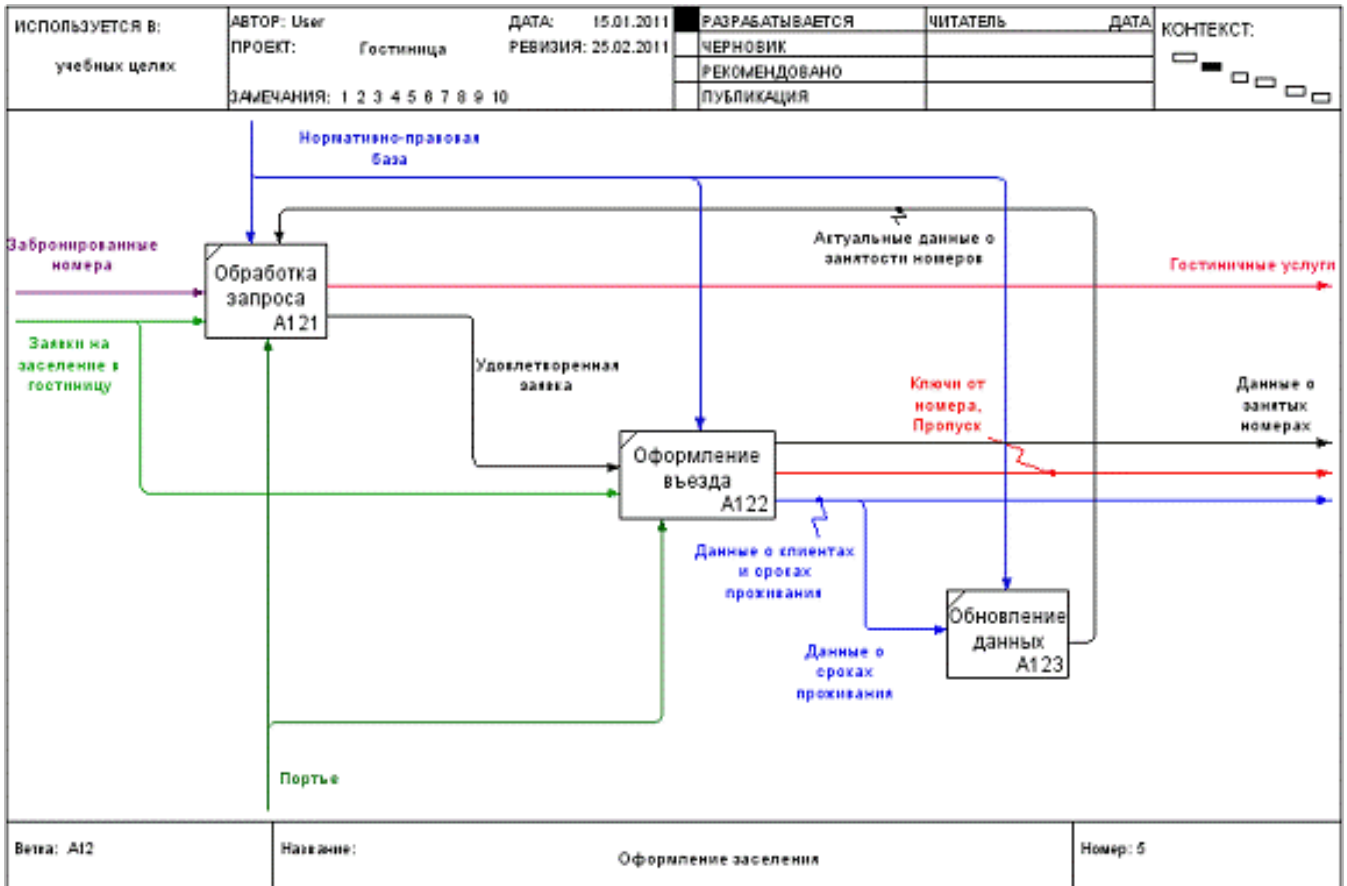 ИСПОЛЬЗУЕТСЯ В:
учебных целях
АВТОР: User
ДАТА: 15.01.2011
ПРОЕКТ: Гостиница
РЕВИЗИЯ: 25.02.2011
ЗАМЕЧАНИЯ: 1 2 3 4 5 6 7 8 9 10
РАЗРАБАТЫВАЕТСЯ
ЧЕРНОВИК
РЕКОМЕНДОВАНО
ПУБЛИКАЦИЯ
ЧИТАТЕЛЬ
ДАТА
КОНТЕКСТ:
Нормативно-правовая
база
Забронированные
номера
Обработка
запроса
A121
Актуальные данные о
занятости номеров
Гостиничные услуги
Заявки на
заселение в
гостиницу
Удовлетворенная
заявка
Ключи от
номера,
Пропуск
Данные о
занятых
номерах
Оформление
въезда
A122
Данные о клиентах
и сроках
проживания
Обновление
данных
A123
Данные о
сроках
проживания
Портье
Ветка: A12
Название:
Оформление заселения
Номер: 5